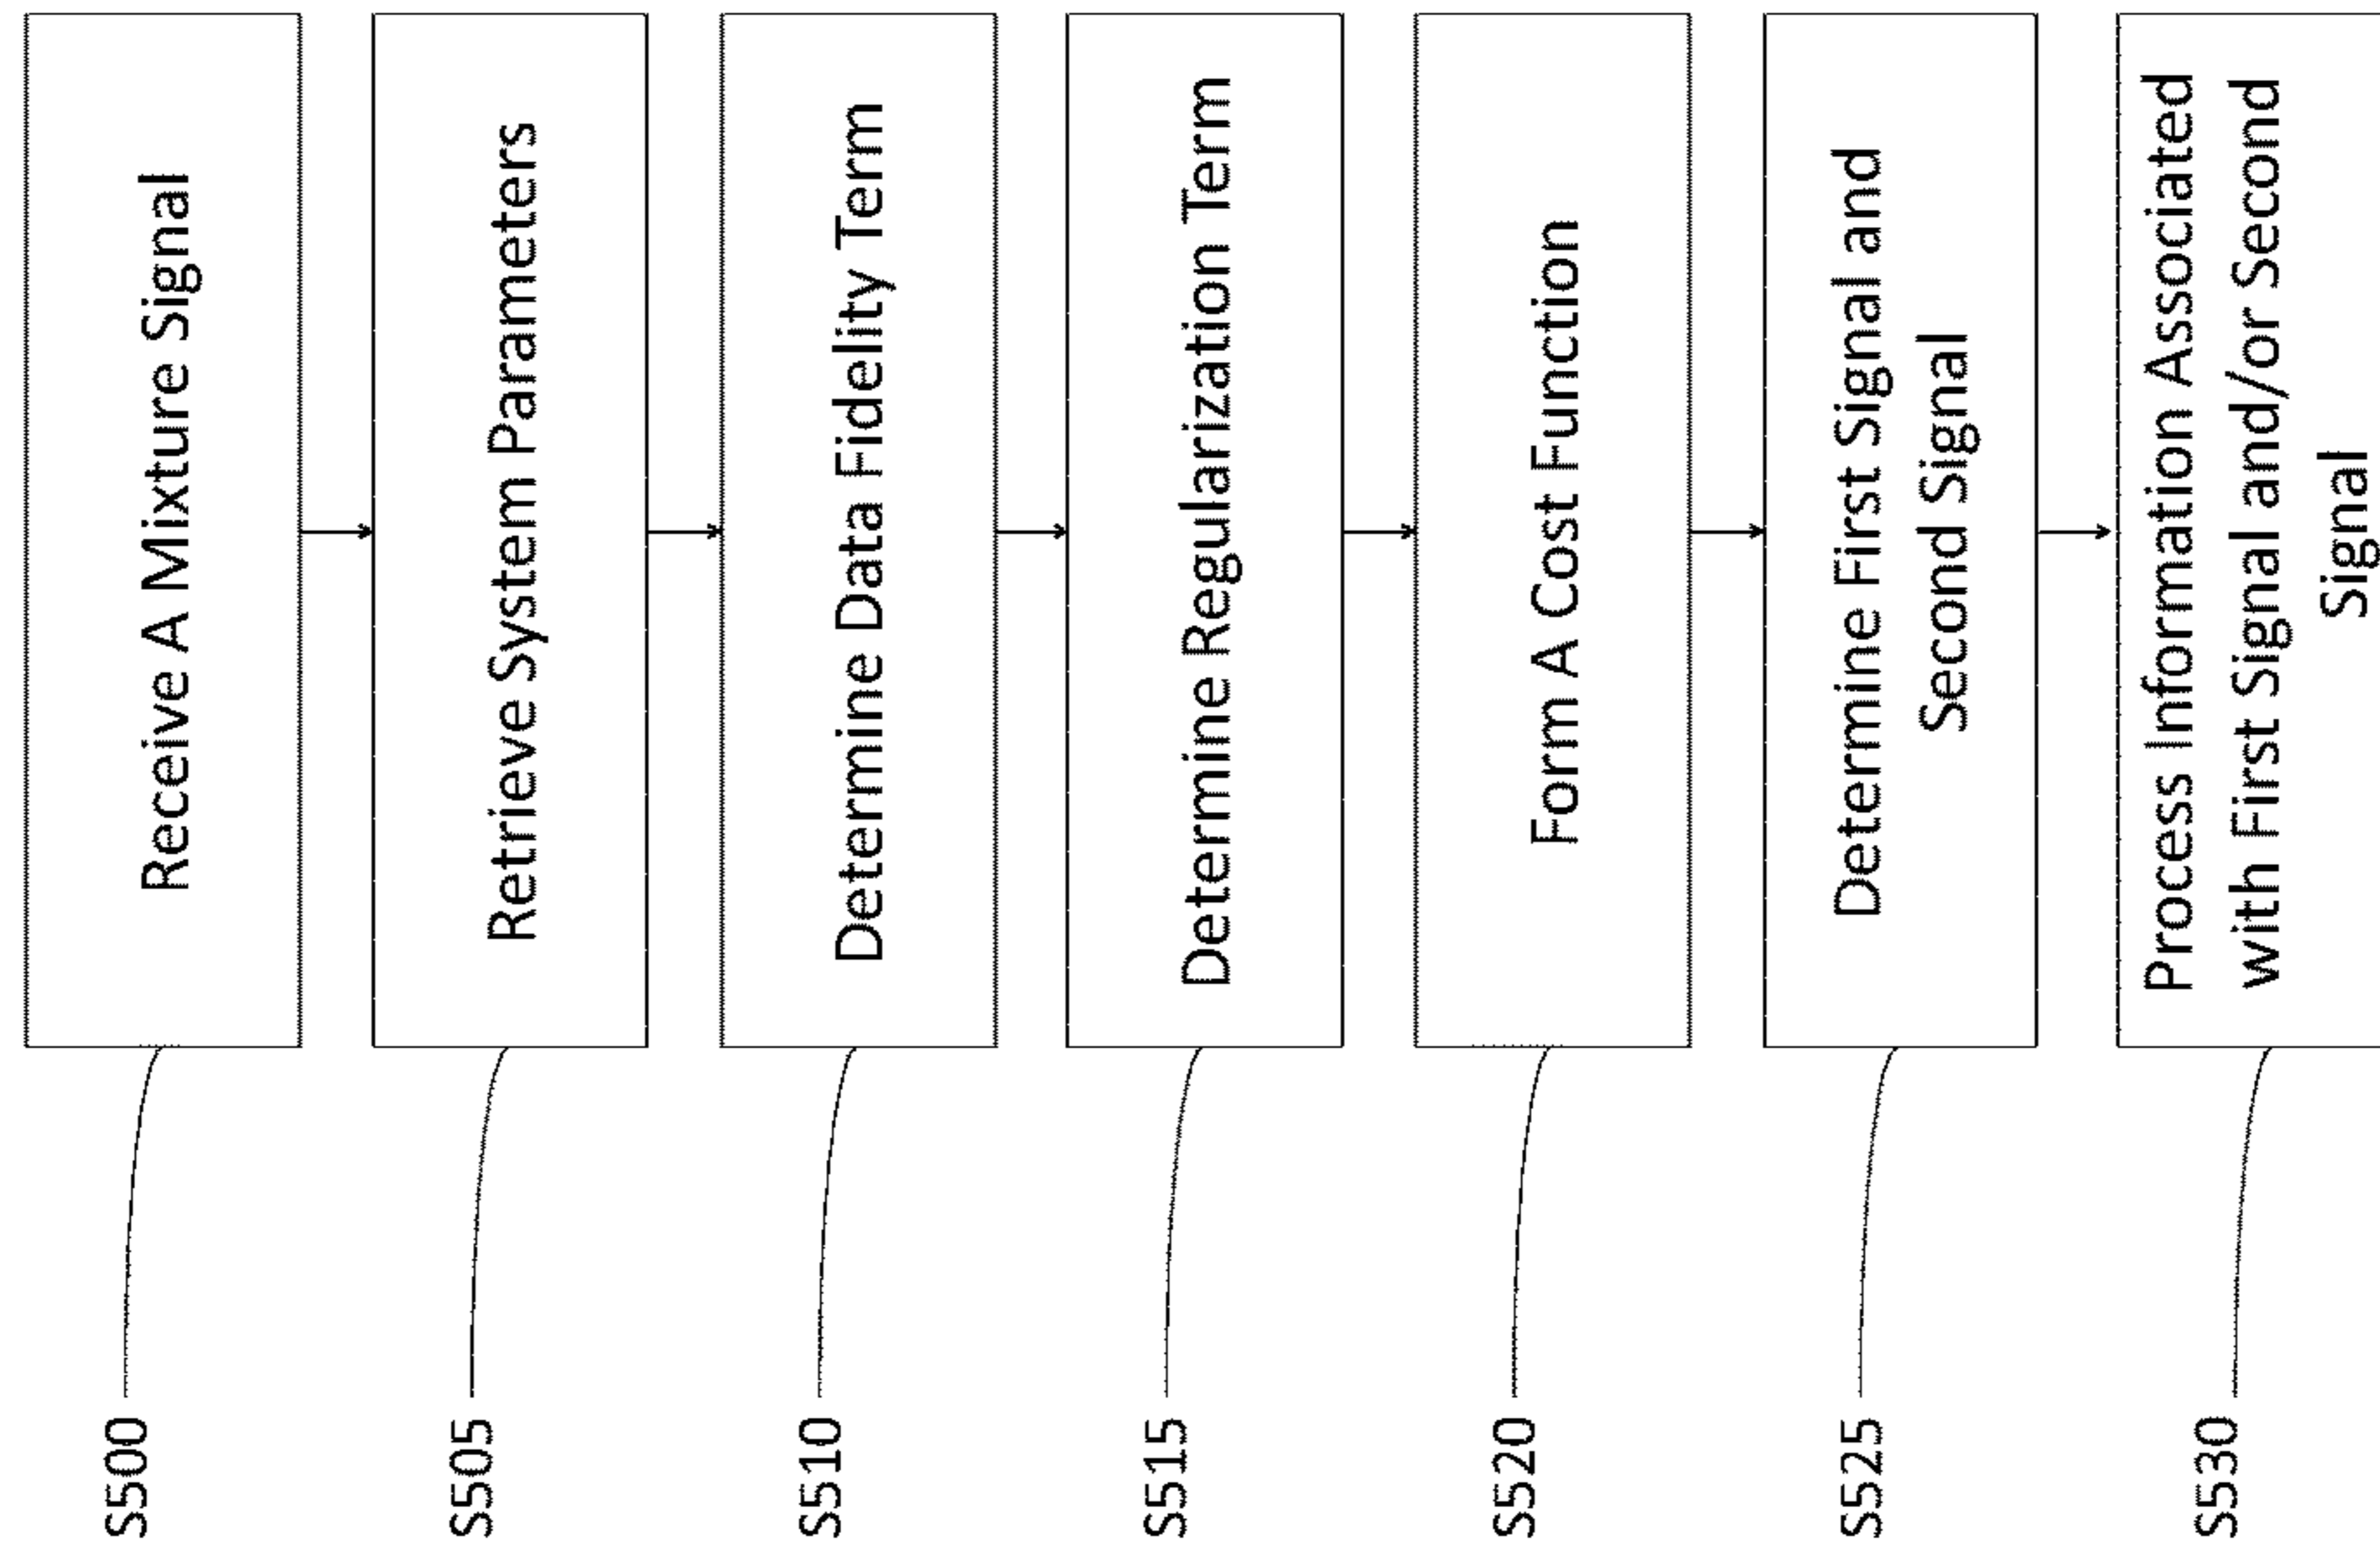 S500
Receive A Mixture Signal
S505
Retrieve System Parameters
S510
Determine Data Fidelity Term
S515
Determine Regularization Term
S520
Form A Cost Function
S525
Determine First Signal and
Second Signal
S530
Process Information Associated
with First Signal and/or Second
Signal